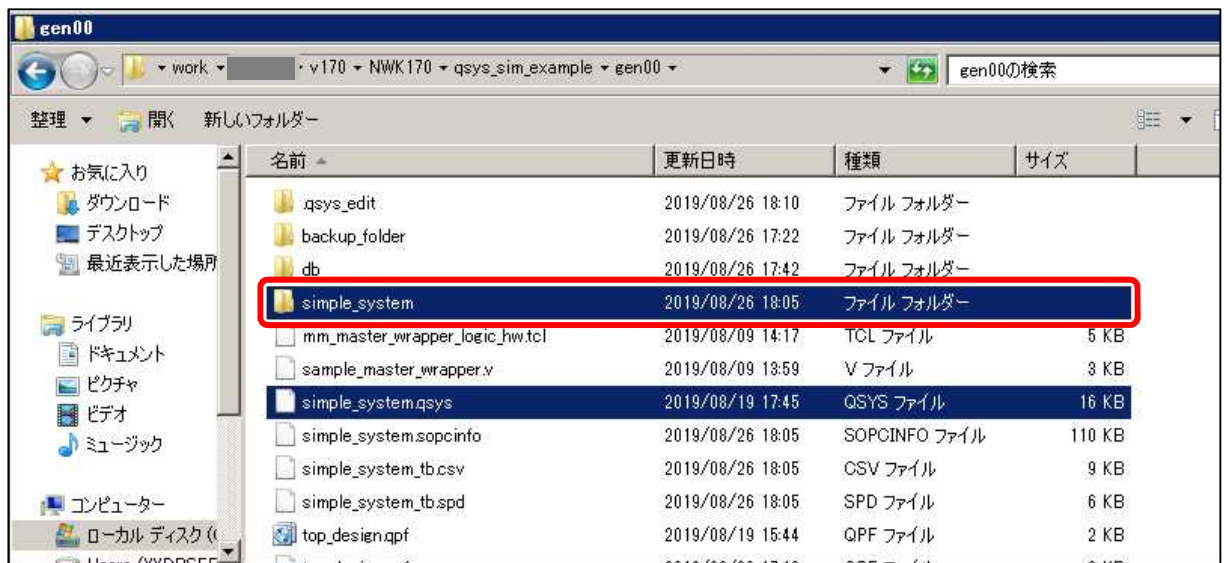 gen00
work v170 NWK170 qsys_sim_example gen00 gen00の検索
整理 開く 新しいフォルダー
名前 更新日時 種類 サイズ
お気に入り
ダウンロード
デスクトップ
最近表示した場所
ライブラリ
ドキュメント
ピクチャ
ビデオ
ミュージック
コンピューター
ローカル ディスク (
.qsys_edit 2019/08/26 18:10 ファイル フォルダー
backup_folder 2019/08/26 17:22 ファイル フォルダー
db 2019/08/26 17:42 ファイル フォルダー
simple_system 2019/08/26 18:05 ファイル フォルダー
mm_master_wrapper_logic_hw.tcl 2019/08/09 14:17 TCL ファイル 5 KB
sample_master_wrapper.v 2019/08/09 13:59 V ファイル 3 KB
simple_system.qsys 2019/08/19 17:45 QSYS ファイル 16 KB
simple_system.sopcinfo 2019/08/26 18:05 SOPCINFO ファイル 110 KB
simple_system_tb.csv 2019/08/26 18:05 CSV ファイル 9 KB
simple_system_tb.spd 2019/08/26 18:05 SPD ファイル 6 KB
top_design.qpf 2019/08/19 15:44 QPF ファイル 2 KB